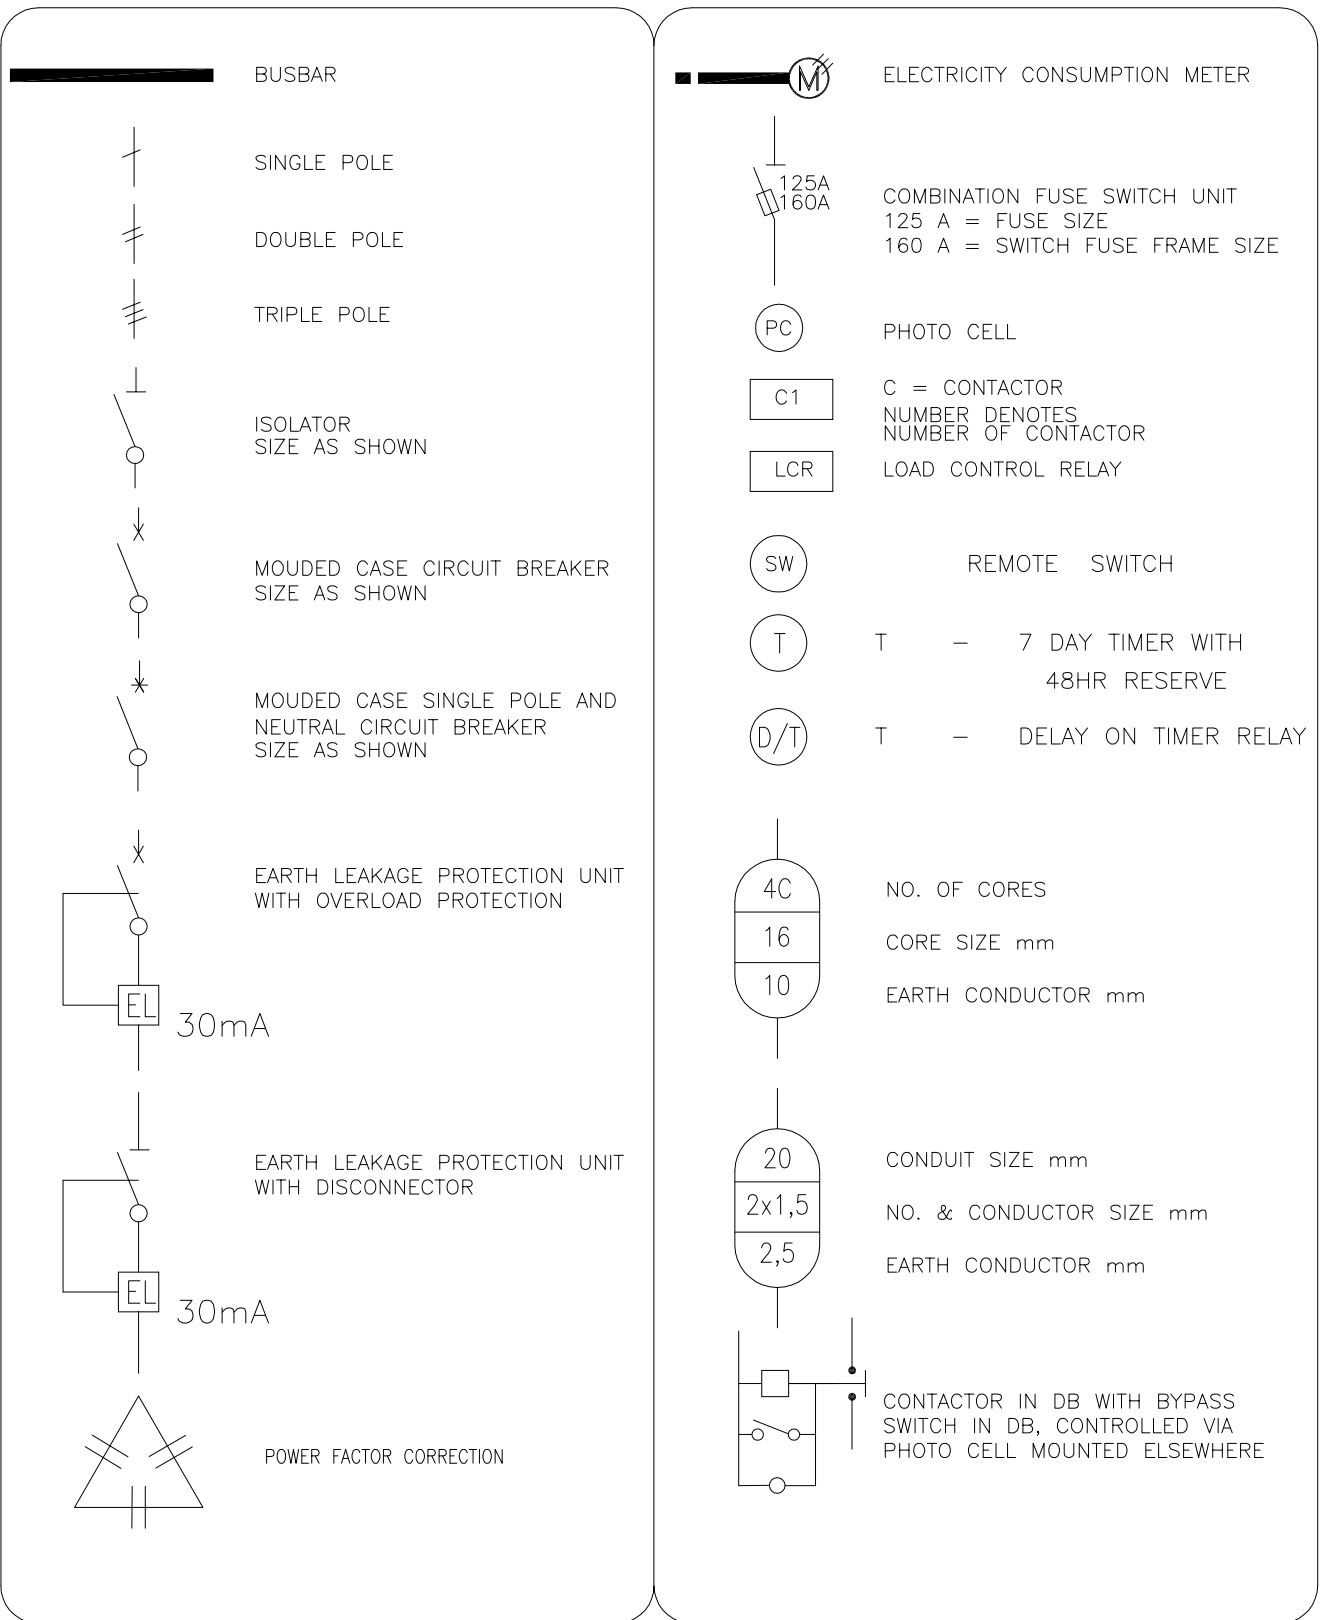 BUSBAR
SINGLE POLE
DOUBLE POLE
TRIPLE POLE
ISOLATOR
SIZE AS SHOWN
MOUDED CASE CIRCUIT BREAKER
SIZE AS SHOWN
MOUDED CASE SINGLE POLE AND
NEUTRAL CIRCUIT BREAKER
SIZE AS SHOWN
EARTH LEAKAGE PROTECTION UNIT
WITH OVERLOAD PROTECTION
EL
30mA
EARTH LEAKAGE PROTECTION UNIT
WITH DISCONNECTOR
EL
30mA
POWER FACTOR CORRECTION
M
ELECTRICITY CONSUMPTION METER
125A
160A
COMBINATION FUSE SWITCH UNIT
125 A = FUSE SIZE
160 A = SWITCH FUSE FRAME SIZE
PC
PHOTO CELL
C1
C = CONTACTOR
NUMBER DENOTES
NUMBER OF CONTACTOR
LCR
LOAD CONTROL RELAY
SW
REMOTE SWITCH
T
T - 7 DAY TIMER WITH
48HR RESERVE
D/T
T - DELAY ON TIMER RELAY
4C
NO. OF CORES
16
CORE SIZE mm
10
EARTH CONDUCTOR mm
20
CONDUIT SIZE mm
2x1,5
NO. & CONDUCTOR SIZE mm
2,5
EARTH CONDUCTOR mm
CONTACTOR IN DB WITH BYPASS
SWITCH IN DB, CONTROLLED VIA
PHOTO CELL MOUNTED ELSEWHERE